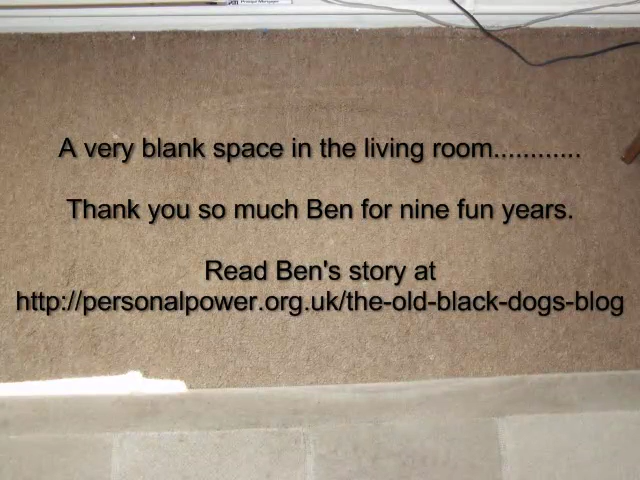 A very blank space in the living room............
Thank you so much Ben for nine fun years.
Read Ben's story at
http://personalpower.org.uk/the-old-black-dogs-blog